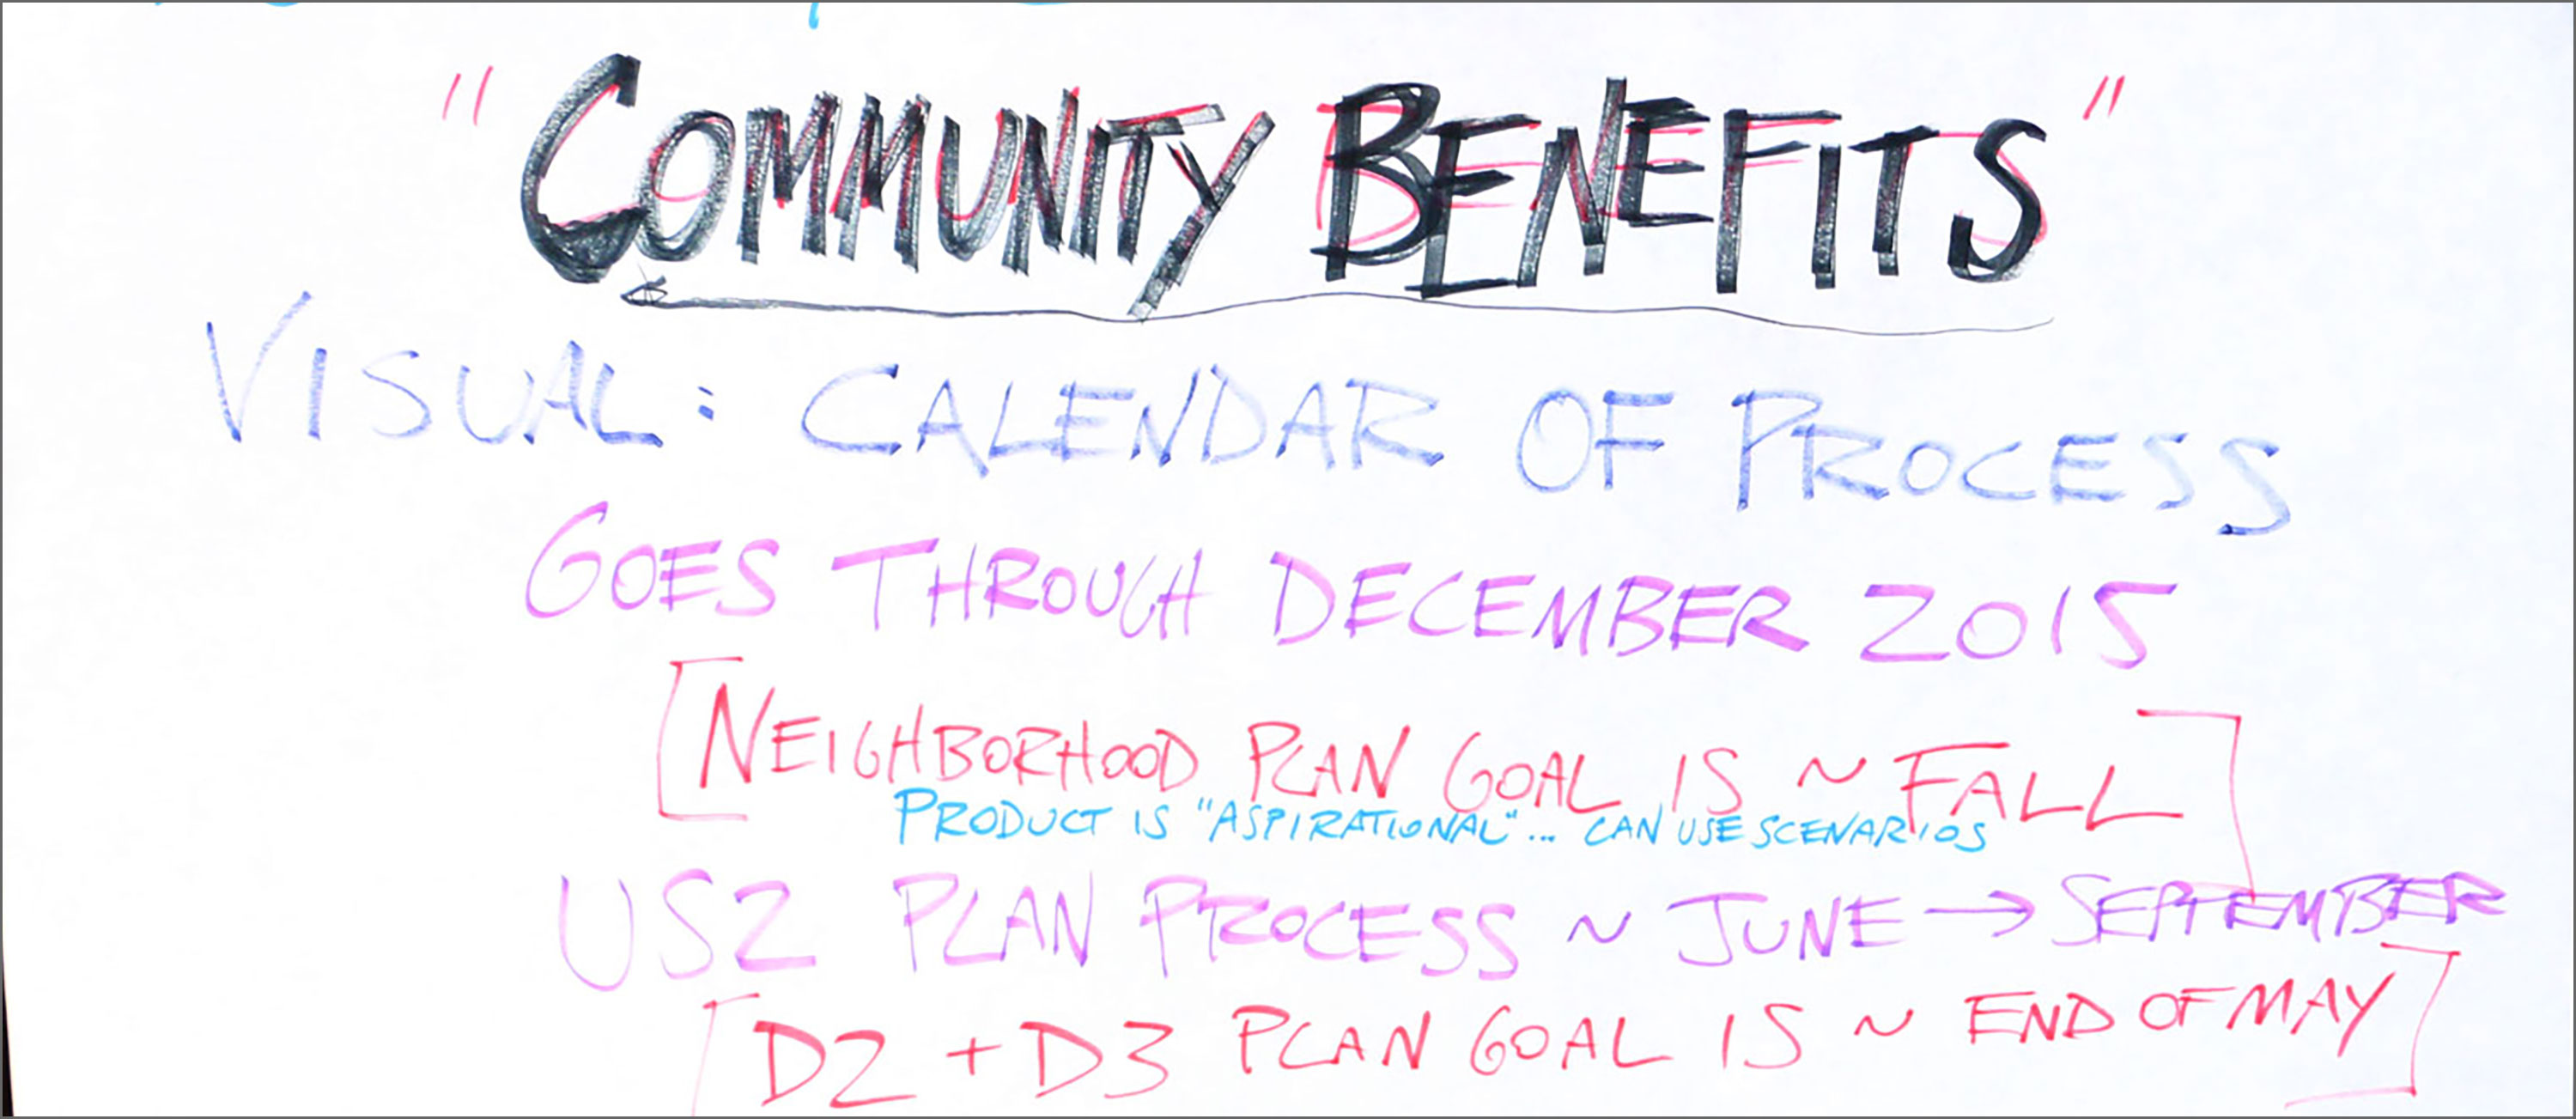 "COMMUNITY BENEFITS"
VISUAL: CALENDAR OF PROCESS
GOES THROUGH DECEMBER 2015
[NEIGHBORHOOD PLAN GOAL IS ~ FALL]
PRODUCT IS "ASPIRATIONAL"... CAN USE SCENARIOS
US2 PLAN PROCESS ~ JUNE → SEPTEMBER
[D2 + D3 PLAN GOAL IS ~ END OF MAY]